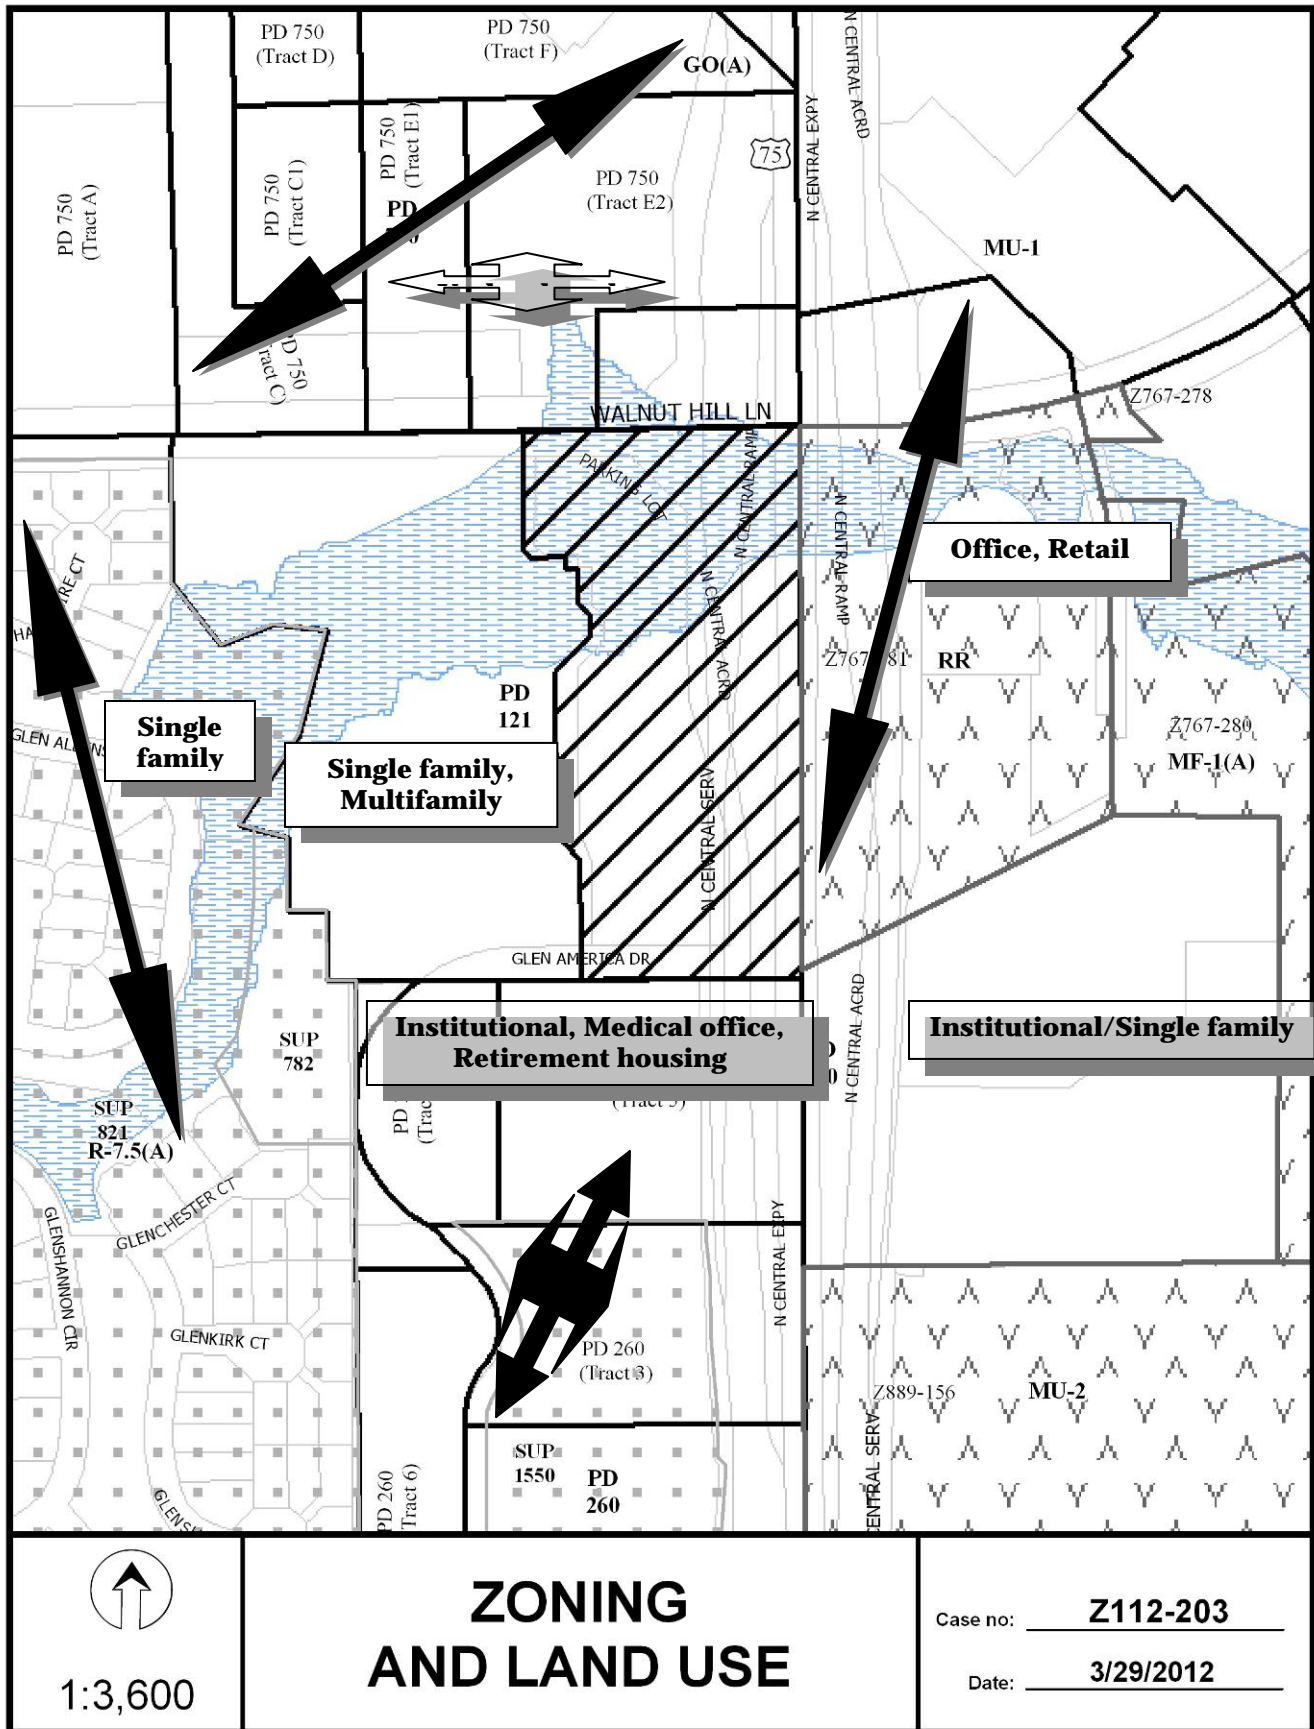 PD 750
(Tract D)
PD 750
(Tract F)
GO(A)
N CENTRAL EXPY
N CENTRAL ACRD
75
PD 750
(Tract A)
PD 750
(Tract C1)
PD 750
(Tract E1)
PD
PD 750
(Tract E2)
MU-1
PD 750
Tract C)
WALNUT HILL LN
Z767-278
PARKING LOT
N CENTRAL RAMP
N CENTRAL RAMP
Office, Retail
N CENTRAL ACRD
RR
PD
121
Z767-280
MF-1(A)
Single
family
Single family,
Multifamily
N CENTRAL SERV
GLEN AMERICA DR
Institutional, Medical office,
Retirement housing
Institutional/Single family
SUP
782
N CENTRAL ACRD
SUP
821
R-7.5(A)
GLENCHESTER CT
GLENSHANNON CIR
N CENTRAL EXPY
GLENKIRK CT
PD 260
(Tract 3)
Z889-156
MU-2
CENTRAL SERV
SUP
1550
PD
260
PD 260
Tract 6)
1:3,600
ZONING
AND LAND USE
Case no: Z112-203
Date: 3/29/2012